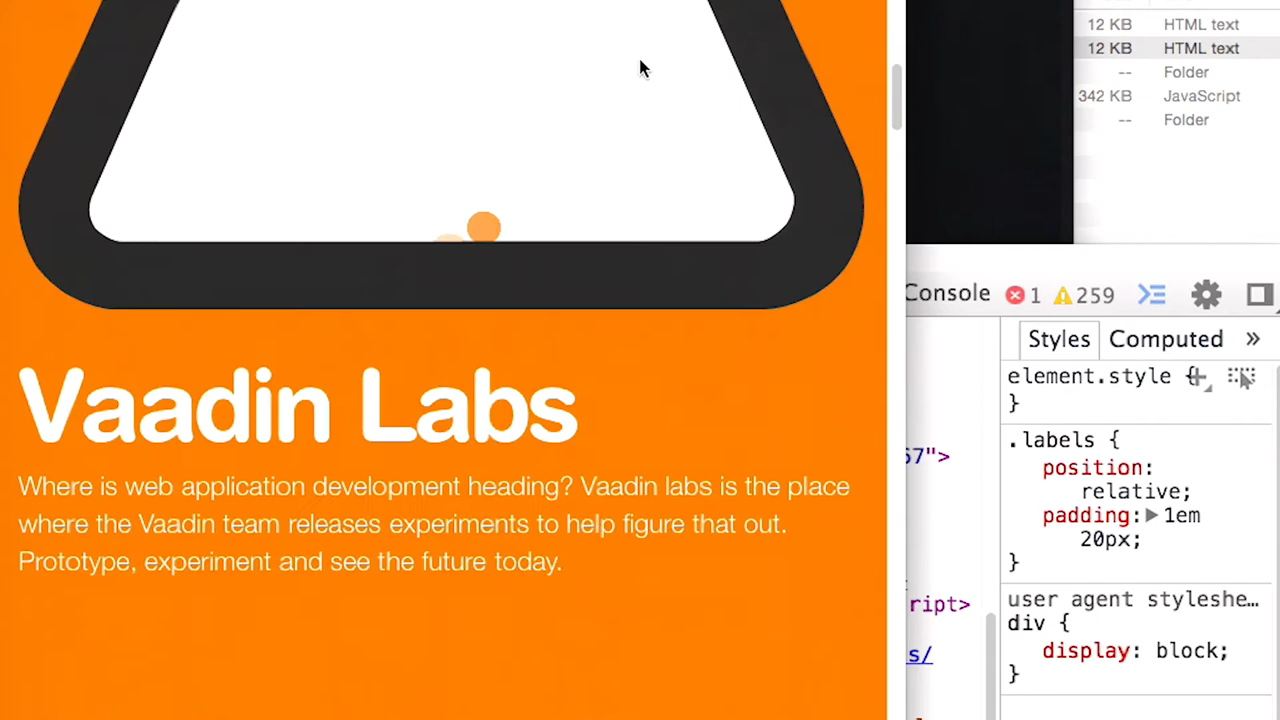 12 KB HTML text
12 KB HTML text
-- Folder
342 KB JavaScript
-- Folder
Console 1 259
Styles Computed »
element.style {
}
.labels {
position:
relative;
padding: 1em
20px;
}
user agent styleshe…
div {
display: block;
}
67">
ript>
s/
Vaadin Labs
Where is web application development heading? Vaadin labs is the place
where the Vaadin team releases experiments to help figure that out.
Prototype, experiment and see the future today.